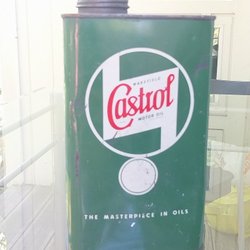 WAKEFIELD
Castrol
MOTOR OIL
THE MASTERPIECE IN OILS